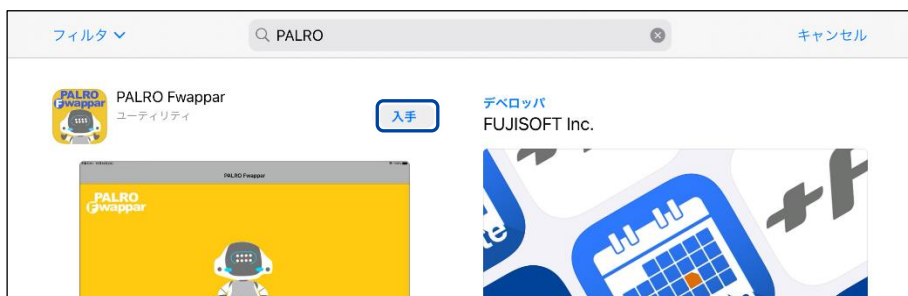 フィルタ
PALRO
キャンセル
PALRO
Fwappar
PALRO Fwappar
ユーティリティ
入手
デベロッパ
FUJISOFT Inc.
PALRO Fwappar
PALRO
Fwappar